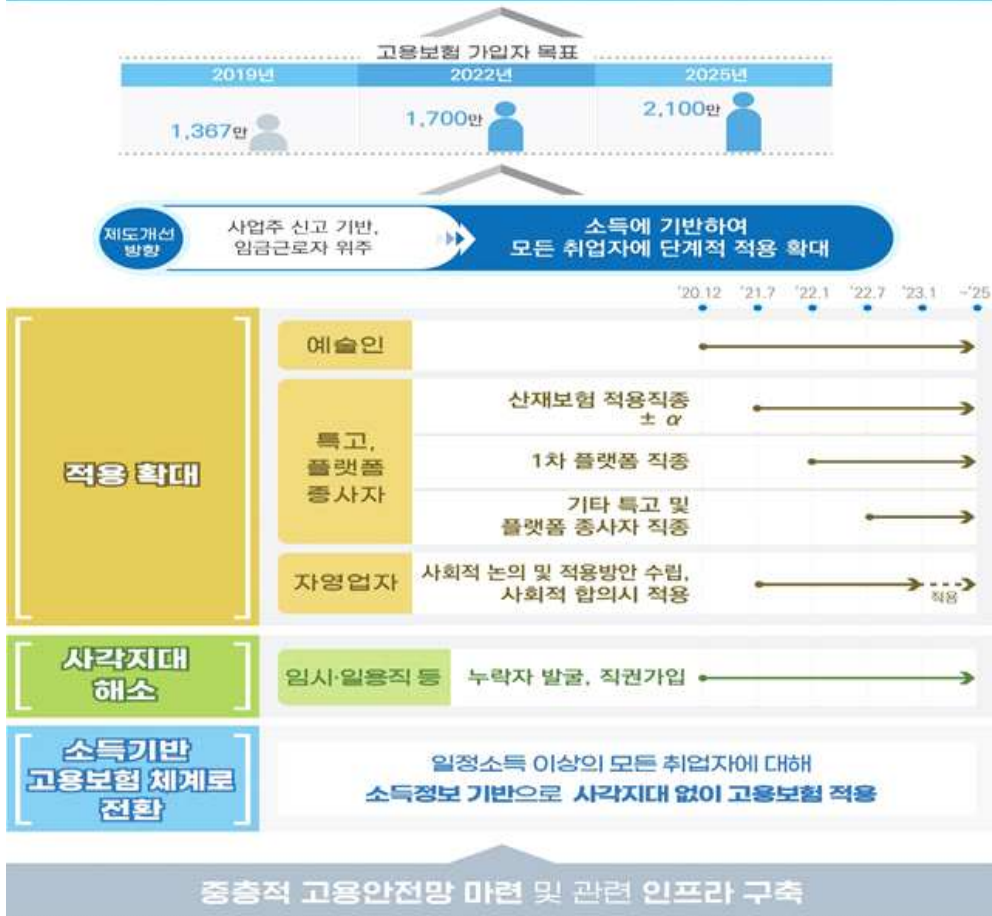 고용보험 가입자 목표
2019년 2022년 2025년
1,367만 1,700만 2,100만
제도개선
방향
사업주 신고 기반,
임금근로자 위주
소득에 기반하여
모든 취업자에 단계적 적용 확대
'20.12 '21.7 '22.1 '22.7 '23.1 ~'25
적용 확대
예술인
특고,
플랫폼
종사자
산재보험 적용직종
± α
1차 플랫폼 직종
기타 특고 및
플랫폼 종사자 직종
자영업자
사회적 논의 및 적용방안 수립,
사회적 합의시 적용
적용
사각지대
해소
임시·일용직 등
누락자 발굴, 직권가입
소득기반
고용보험 체계로
전환
일정소득 이상의 모든 취업자에 대해
소득정보 기반으로 사각지대 없이 고용보험 적용
중층적 고용안전망 마련 및 관련 인프라 구축